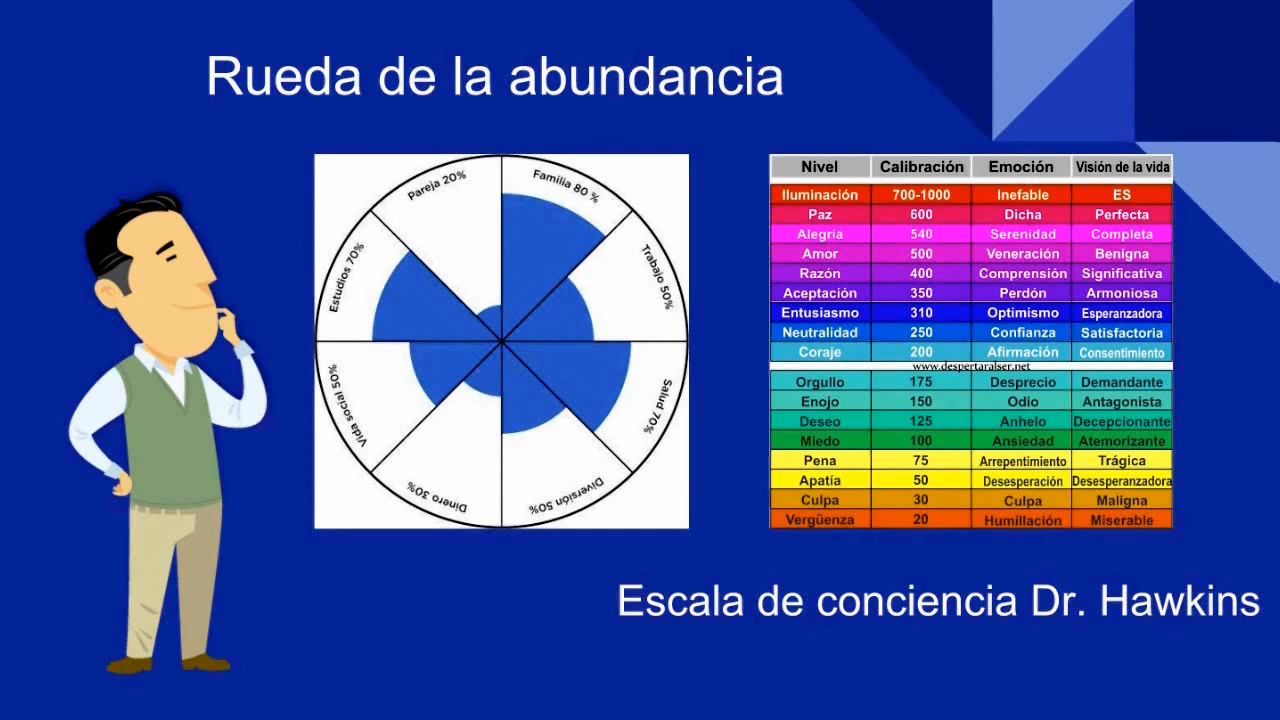 Rueda de la abundancia
Pareja 20%
Familia 80 %
Trabajo 50%
Salud 70%
Diversión 50%
Dinero 30%
Vida social 50%
Estudios 70%
Nivel Calibración Emoción Visión de la vida
Iluminación 700-1000 Inefable ES
Paz 600 Dicha Perfecta
Alegría 540 Serenidad Completa
Amor 500 Veneración Benigna
Razón 400 Comprensión Significativa
Aceptación 350 Perdón Armoniosa
Entusiasmo 310 Optimismo Esperanzadora
Neutralidad 250 Confianza Satisfactoria
Coraje 200 Afirmación Consentimiento
www.despertaralser.net
Orgullo 175 Desprecio Demandante
Enojo 150 Odio Antagonista
Deseo 125 Anhelo Decepcionante
Miedo 100 Ansiedad Atemorizante
Pena 75 Arrepentimiento Trágica
Apatía 50 Desesperación Desesperanzadora
Culpa 30 Culpa Maligna
Vergüenza 20 Humillación Miserable
Escala de conciencia Dr. Hawkins